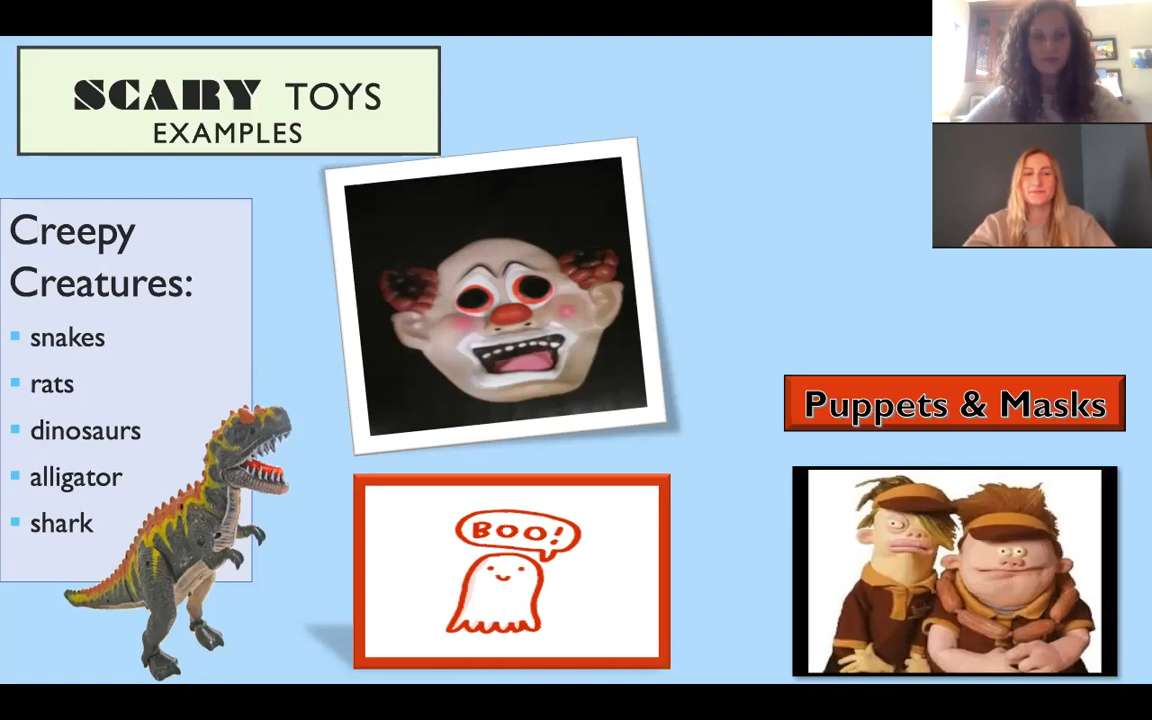 SCARY TOYS
EXAMPLES
Creepy
Creatures:
snakes
rats
dinosaurs
alligator
shark
BOO!
Puppets & Masks